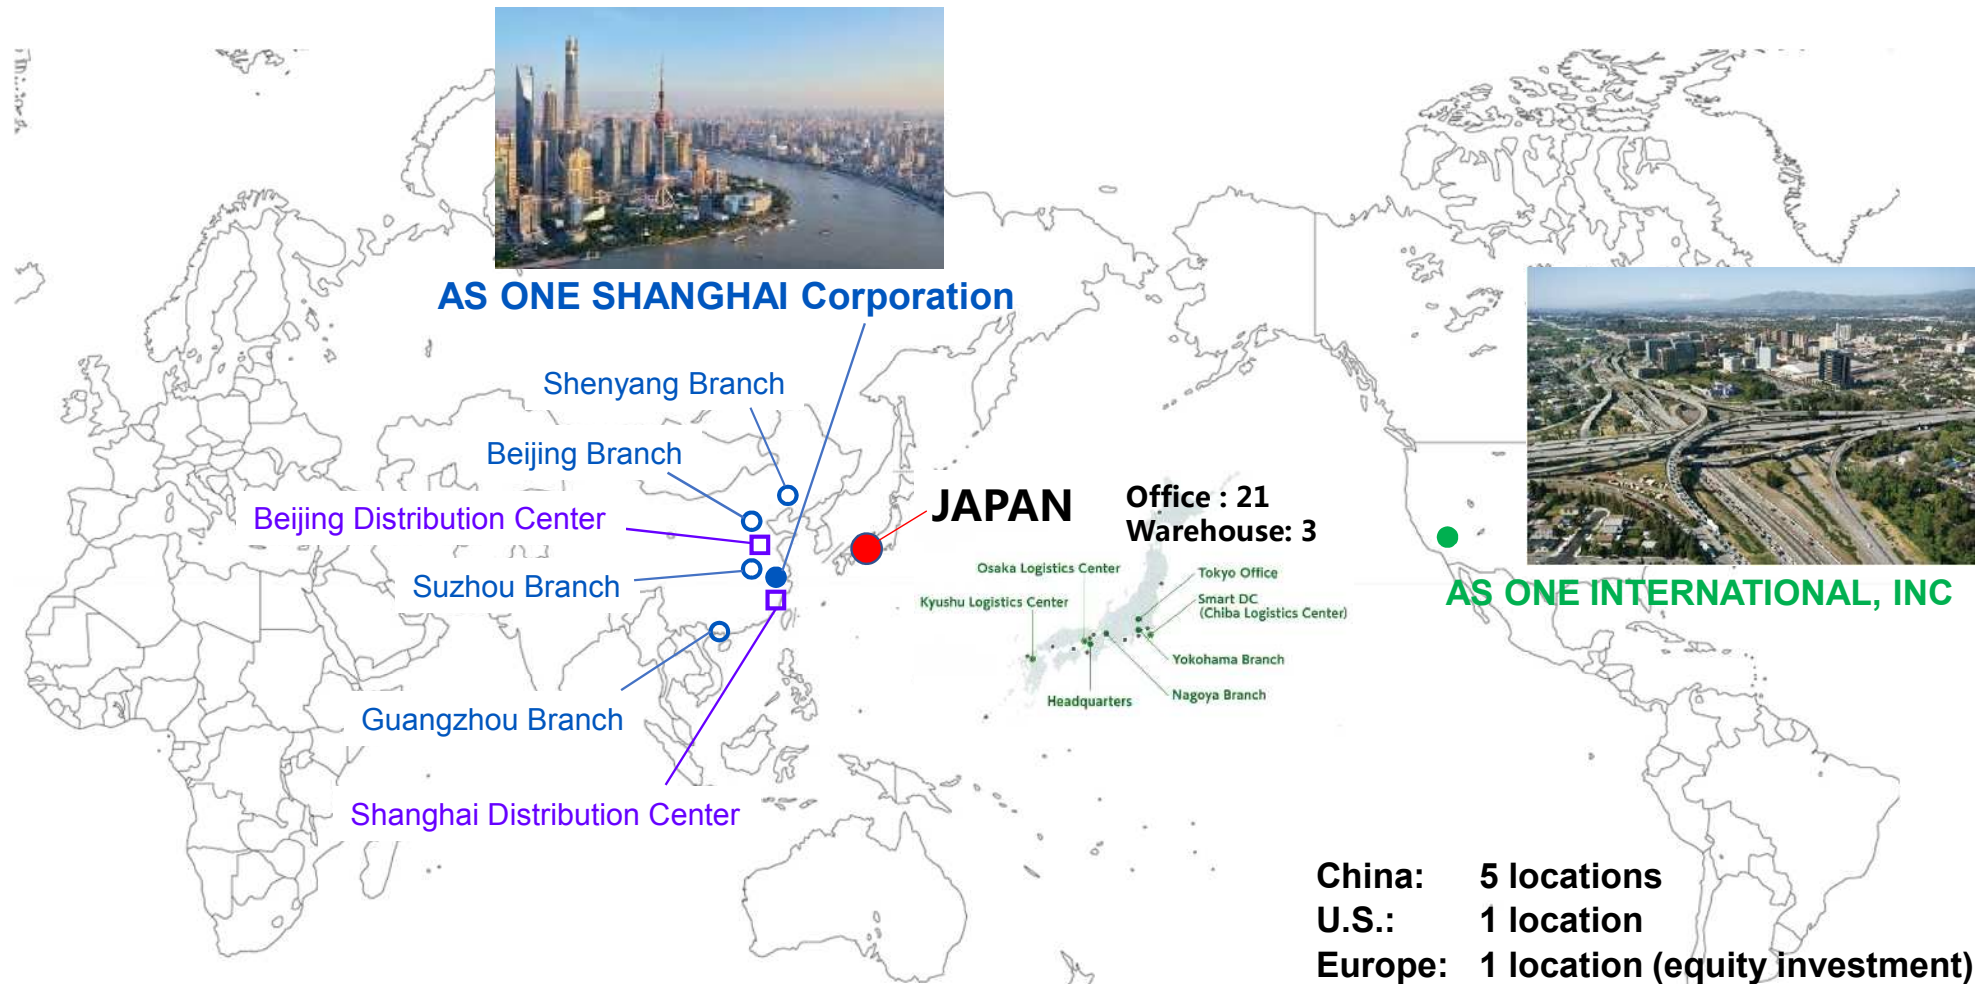 AS ONE SHANGHAI Corporation
Shenyang Branch
Beijing Branch
Beijing Distribution Center
Suzhou Branch
Guangzhou Branch
Shanghai Distribution Center
JAPAN
Office : 21
Warehouse: 3
Osaka Logistics Center
Kyushu Logistics Center
Tokyo Office
Smart DC
(Chiba Logistics Center)
Yokohama Branch
Nagoya Branch
Headquarters
AS ONE INTERNATIONAL, INC
China: 5 locations
U.S.: 1 location
Europe: 1 location (equity investment)